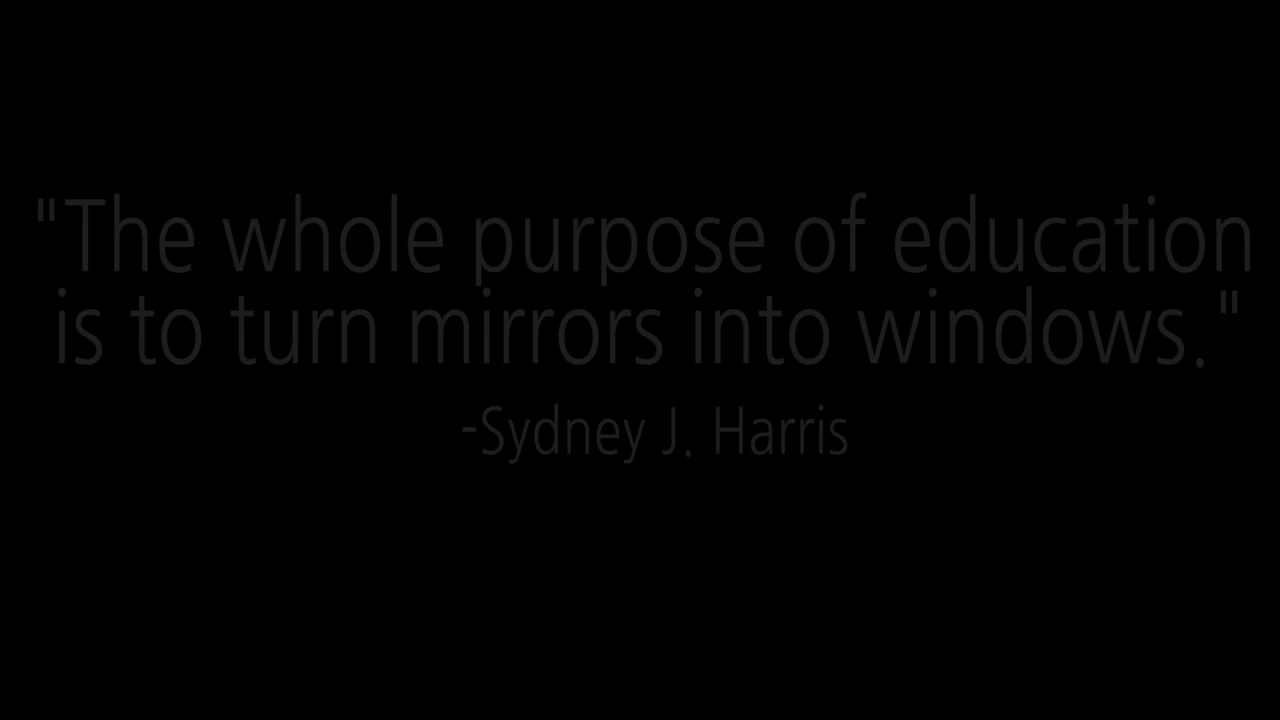 "The whole purpose of education
is to turn mirrors into windows."
-Sydney J. Harris